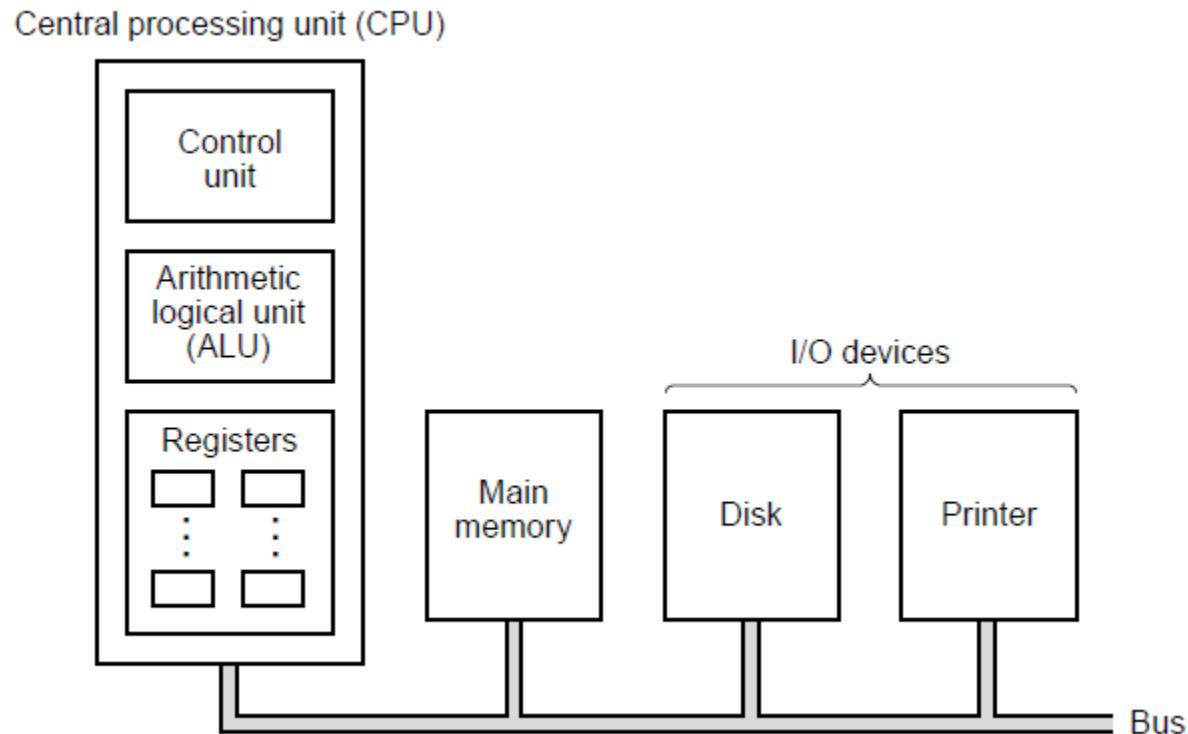 Central processing unit (CPU)
Control
unit
Arithmetic
logical unit
(ALU)
Registers
I/O devices
Main
memory
Disk
Printer
Bus